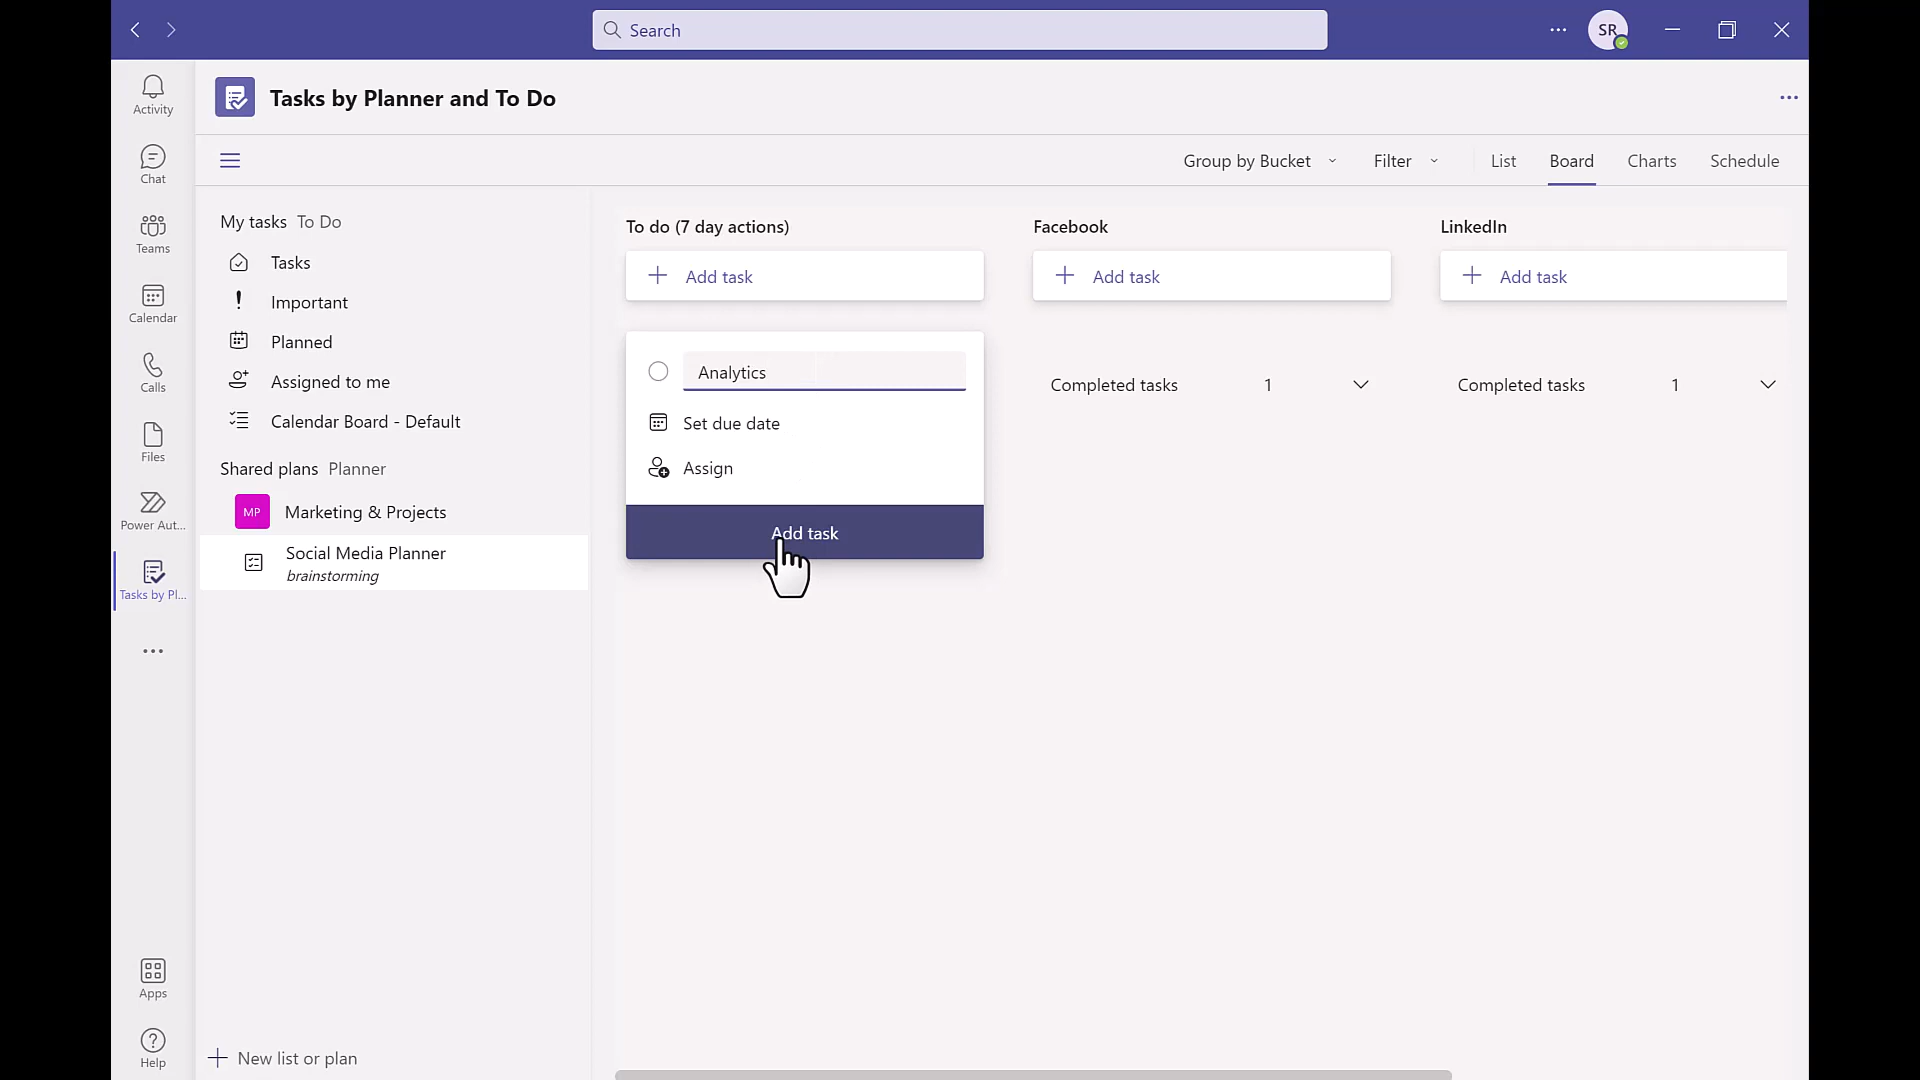 Search
SR
Activity
Chat
Teams
Calendar
Calls
Files
Power Aut...
Tasks by Pl...
Apps
Help
Tasks by Planner and To Do
Group by Bucket
Filter
List
Board
Charts
Schedule
My tasks To Do
Tasks
Important
Planned
Assigned to me
Calendar Board - Default
Shared plans Planner
MP
Marketing & Projects
Social Media Planner
brainstorming
New list or plan
To do (7 day actions)
Add task
Analytics
Set due date
Assign
Add task
Facebook
Add task
Completed tasks 1
LinkedIn
Add task
Completed tasks 1